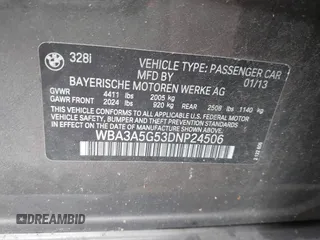 328i
VEHICLE TYPE: PASSENGER CAR
MFD BY
01/13
BAYERISCHE MOTOREN WERKE AG
GVWR 4411 lbs 2005 kg
GAWR FRONT 2024 lbs 920 kg REAR 2508 lbs 1140 kg
THIS VEHICLE CONFORMS TO ALL APPLICABLE U.S. FEDERAL MOTOR
VEHICLE SAFETY, BUMPER, AND THEFT PREVENTION STANDARDS
IN EFFECT ON THE DATE OF MANUFACTURE SHOWN ABOVE.
WBA3A5G53DNP24506
DREAMBID
DREAMBID.COM